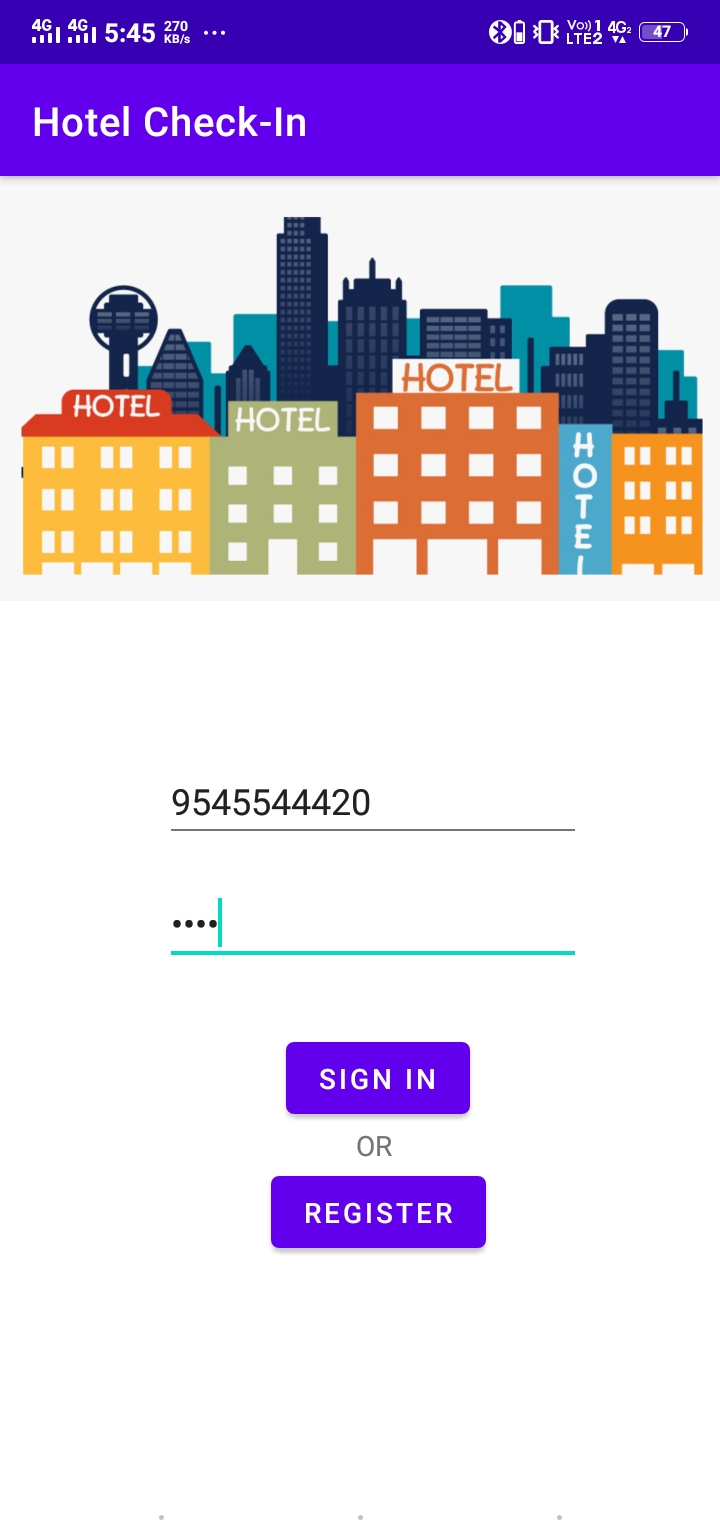 4G 4G 5:45 270 KB/s ... Vo)) 1 LTE2 4G2 47
Hotel Check-In
HOTEL
HOTEL
HOTEL
HOTEL
9545544420
••••
SIGN IN
OR
REGISTER